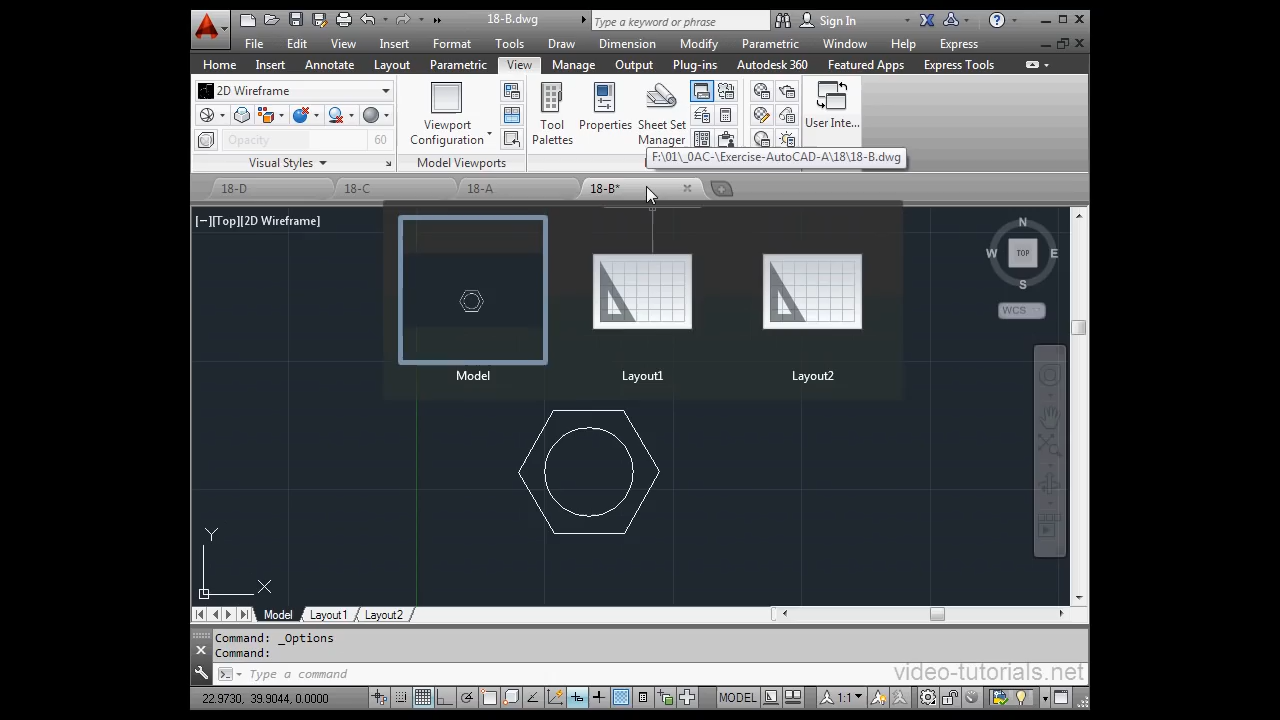 18-B.dwg
Type a keyword or phrase
Sign In
File Edit View Insert Format Tools Draw Dimension Modify Parametric Window Help Express
Home Insert Annotate Layout Parametric View Manage Output Plug-ins Autodesk 360 Featured Apps Express Tools
2D Wireframe
Opacity 60
Viewport
Configuration
Tool
Palettes
Properties
Sheet Set
Manager
User Inte...
Visual Styles
Model Viewports
F:\01\_0AC-\Exercise-AutoCAD-A\18\18-B.dwg
18-D 18-C 18-A 18-B*
[−][Top][2D Wireframe]
N
W TOP E
S
WCS
Model Layout1 Layout2
Y
X
Model Layout1 Layout2
Command: _Options
Command:
Type a command
video-tutorials.net
22.9730, 39.9044, 0.0000 MODEL 1:1